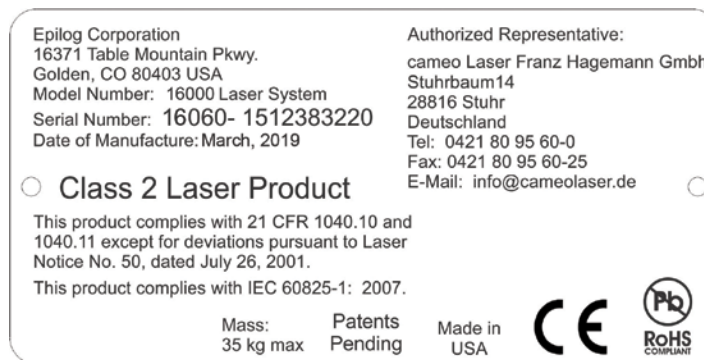 Epilog Corporation
16371 Table Mountain Pkwy.
Golden, CO 80403 USA
Model Number: 16000 Laser System
Serial Number: 16060- 1512383220
Date of Manufacture: March, 2019
Authorized Representative:
cameo Laser Franz Hagemann GmbH
Stuhrbaum14
28816 Stuhr
Deutschland
Tel: 0421 80 95 60-0
Fax: 0421 80 95 60-25
E-Mail: info@cameolaser.de
Class 2 Laser Product
This product complies with 21 CFR 1040.10 and
1040.11 except for deviations pursuant to Laser
Notice No. 50, dated July 26, 2001.
This product complies with IEC 60825-1: 2007.
Mass:
35 kg max
Patents
Pending
Made in
USA
CE
Pb
RoHS
COMPLIANT